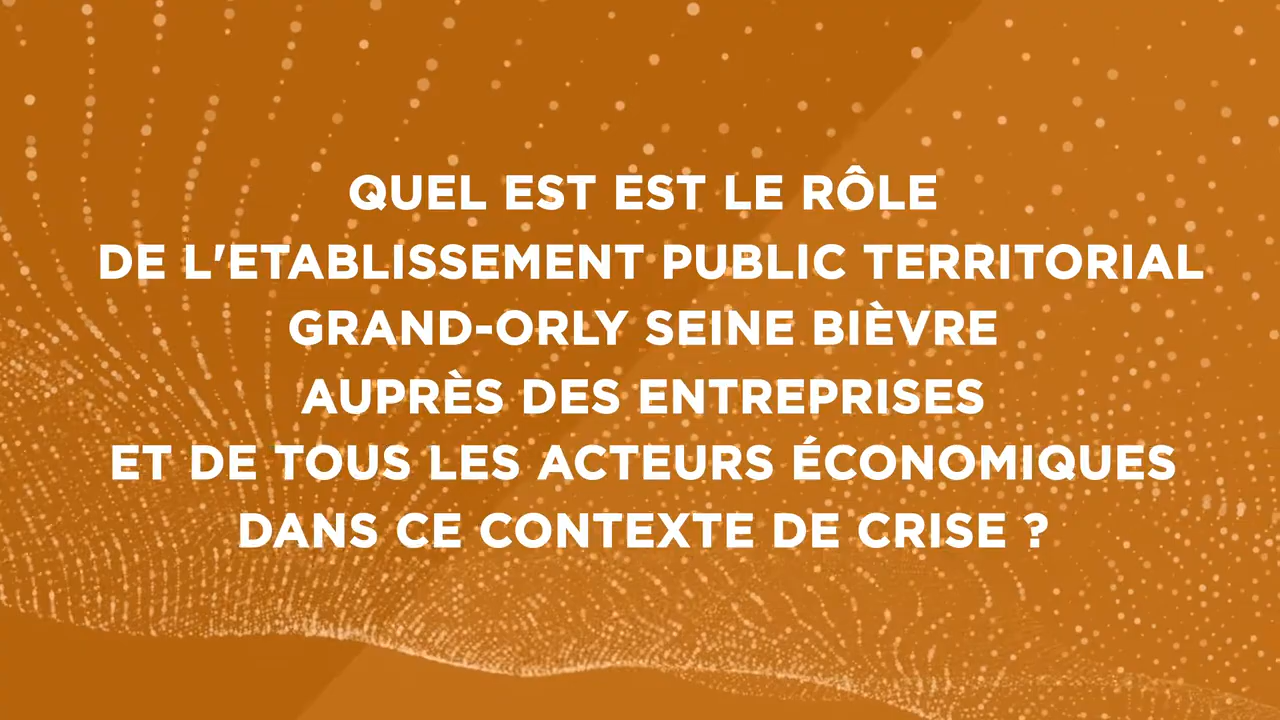 QUEL EST EST LE RÔLE
DE L'ETABLISSEMENT PUBLIC TERRITORIAL
GRAND-ORLY SEINE BIÈVRE
AUPRÈS DES ENTREPRISES
ET DE TOUS LES ACTEURS ÉCONOMIQUES
DANS CE CONTEXTE DE CRISE ?